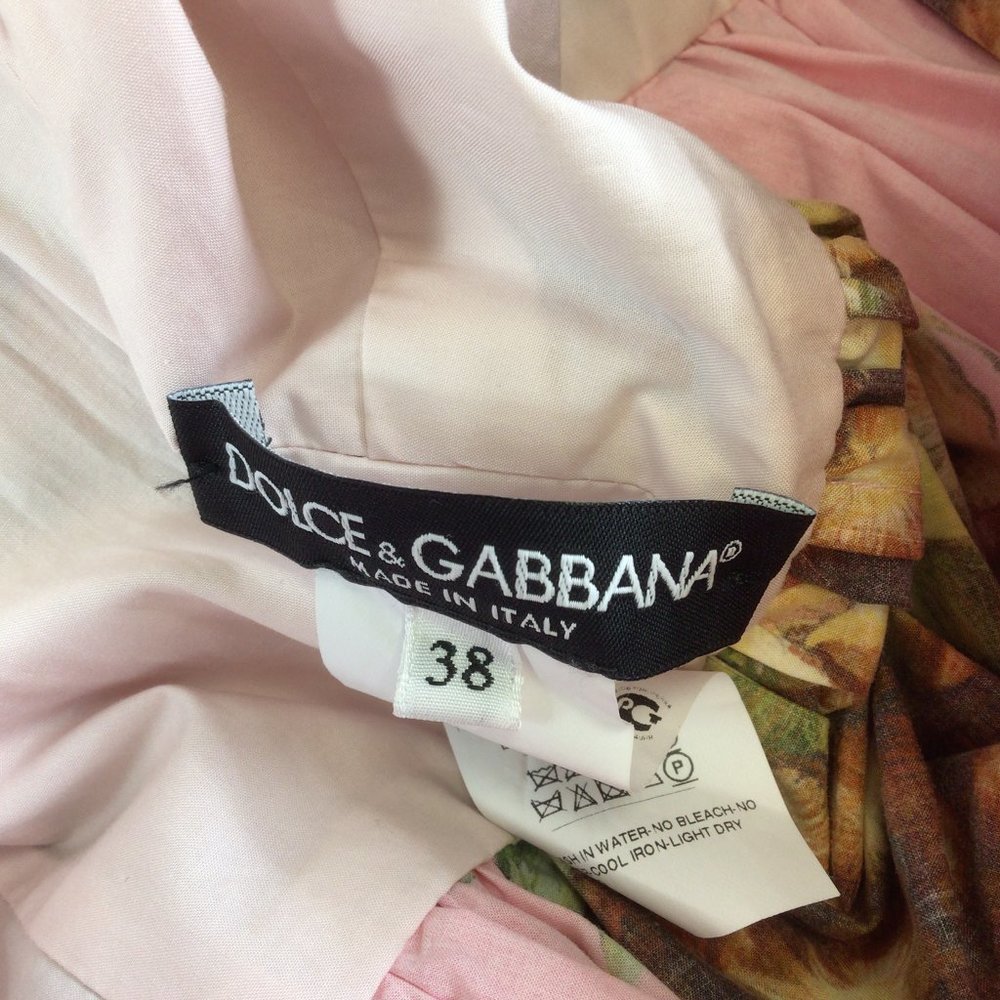 DOLCE & GABBANA®
MADE IN ITALY
38
P
IN WATER-NO BLEACH-NO
COOL IRON-LIGHT DRY